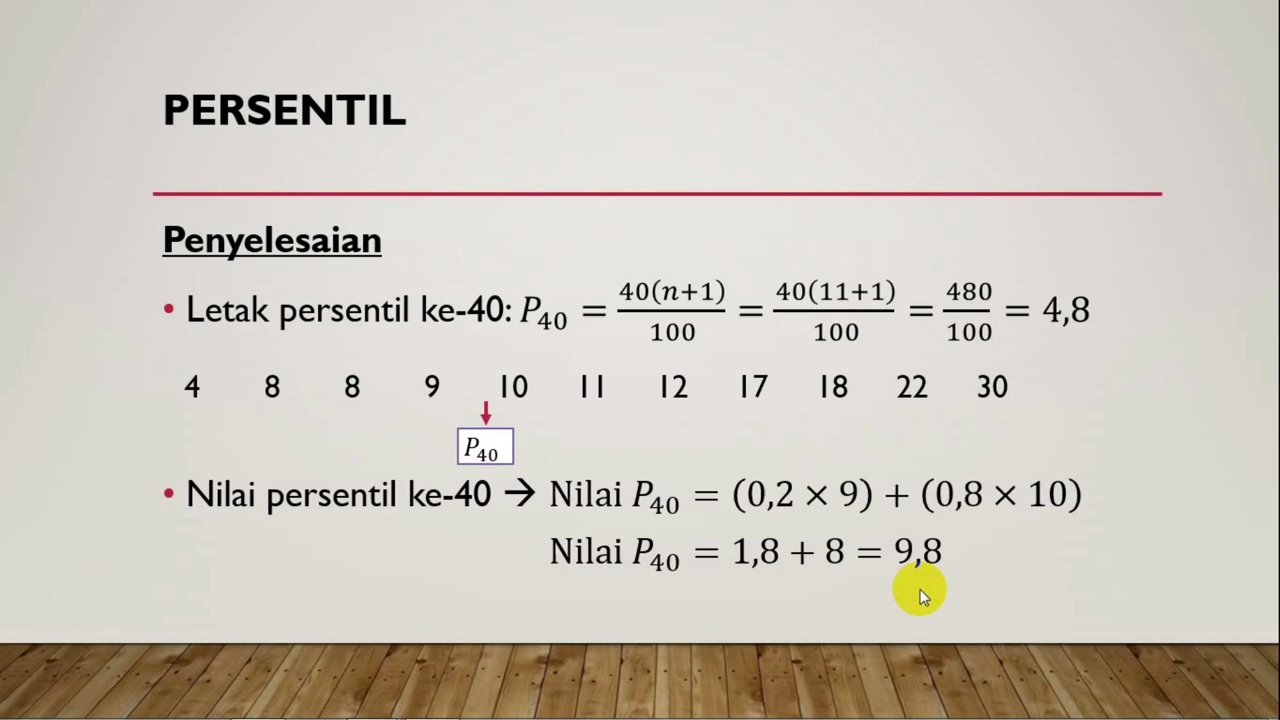 PERSENTIL
Penyelesaian
• Letak persentil ke-40: P₄₀ = 40(n+1)/100 = 40(11+1)/100 = 480/100 = 4,8
4 8 8 9 10 11 12 17 18 22 30
P₄₀
• Nilai persentil ke-40 → Nilai P₄₀ = (0,2 × 9) + (0,8 × 10)
Nilai P₄₀ = 1,8 + 8 = 9,8